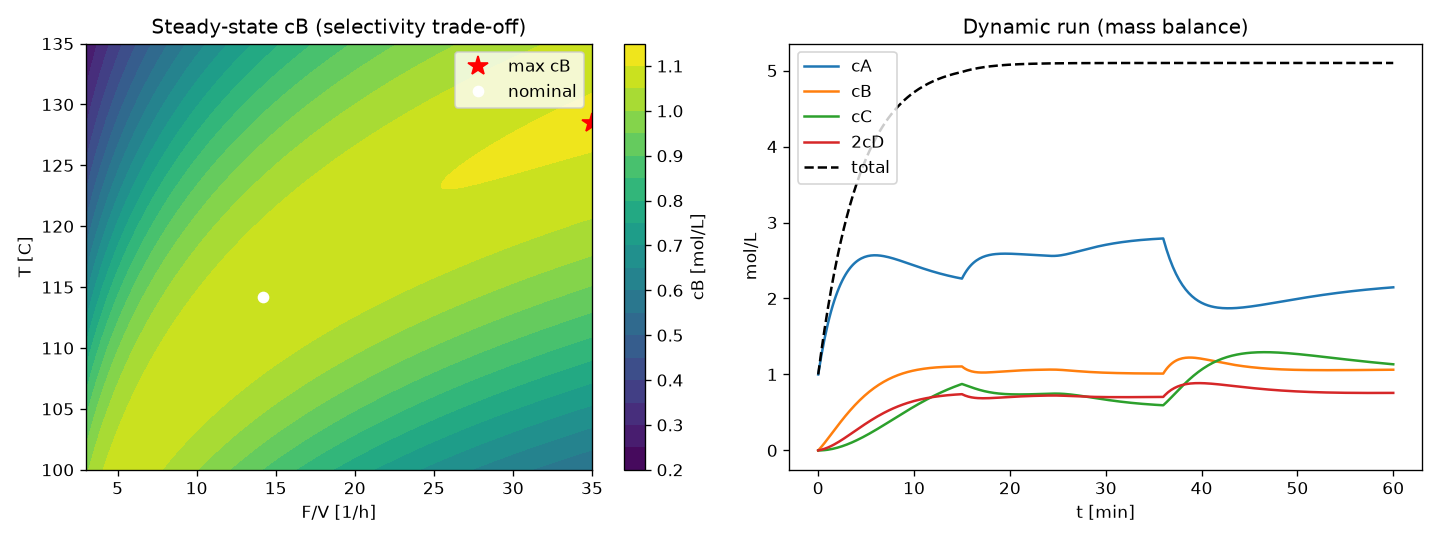 Steady-state cB (selectivity trade-off)
135
130
125
120
115
110
105
100
T [C]
5
10
15
20
25
30
35
F/V [1/h]
max cB
nominal
1.1
1.0
0.9
0.8
0.7
0.6
0.5
0.4
0.3
0.2
cB [mol/L]
Dynamic run (mass balance)
5
4
3
2
1
0
mol/L
cA
cB
cC
2cD
total
0
10
20
30
40
50
60
t [min]